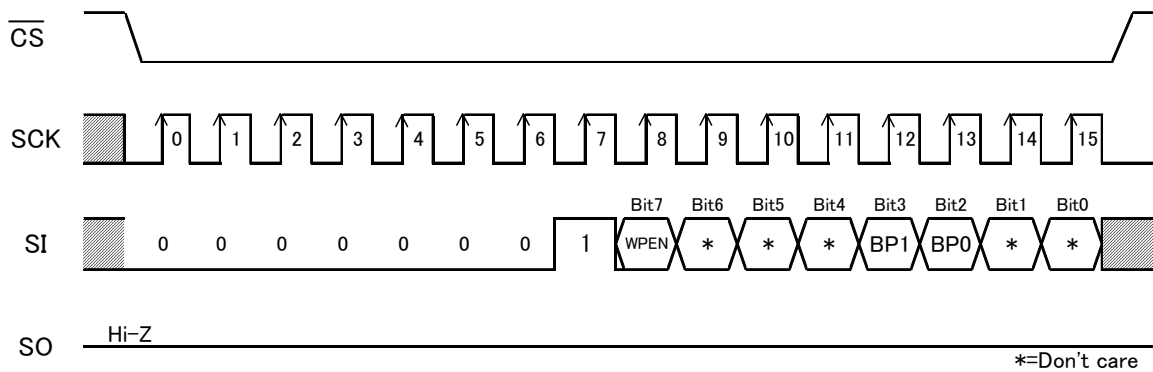 CS
SCK 0 1 2 3 4 5 6 7 8 9 10 11 12 13 14 15
Bit7 Bit6 Bit5 Bit4 Bit3 Bit2 Bit1 Bit0
SI 0 0 0 0 0 0 0 1 WPEN * * * BP1 BP0 * *
Hi-Z
SO
*=Don't care